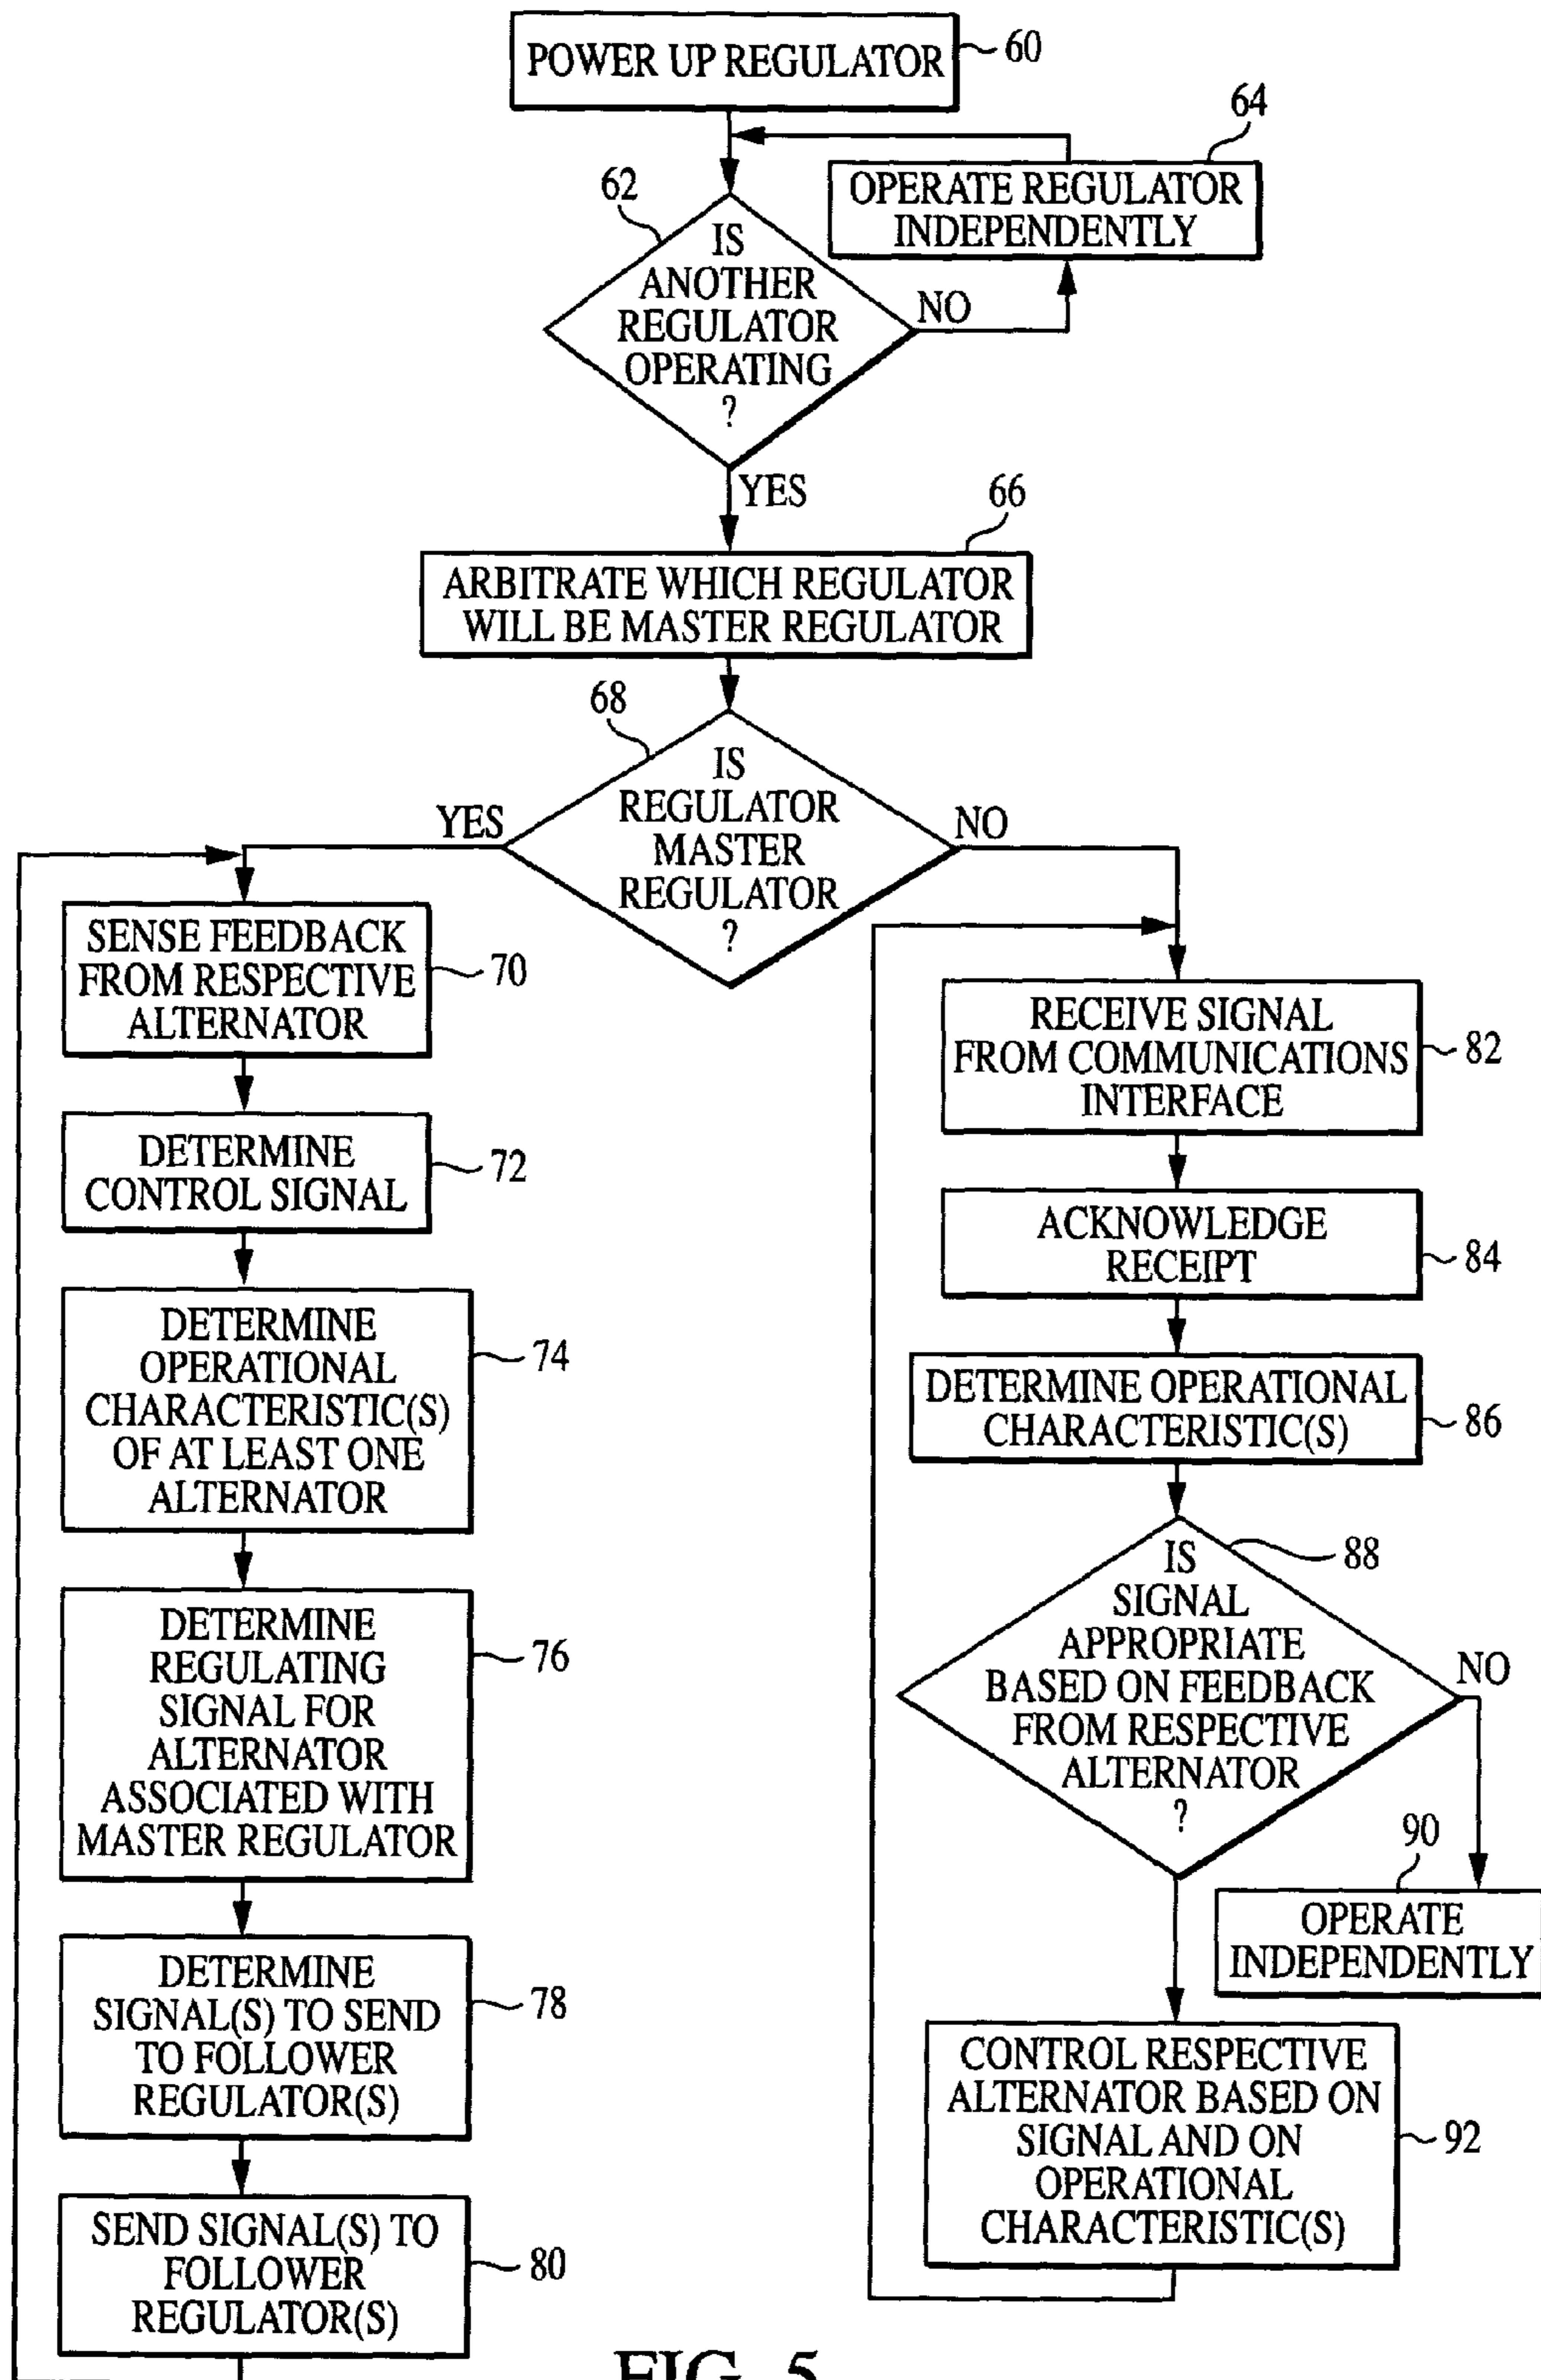 POWER UP REGULATOR
60
64
OPERATE REGULATOR
INDEPENDENTLY
62
IS
ANOTHER
REGULATOR
OPERATING
?
NO
YES
66
ARBITRATE WHICH REGULATOR
WILL BE MASTER REGULATOR
68
IS
REGULATOR
MASTER
REGULATOR
?
YES
NO
SENSE FEEDBACK
FROM RESPECTIVE
ALTERNATOR
70
DETERMINE
CONTROL SIGNAL
72
DETERMINE
OPERATIONAL
CHARACTERISTIC(S)
OF AT LEAST ONE
ALTERNATOR
74
DETERMINE
REGULATING
SIGNAL FOR
ALTERNATOR
ASSOCIATED WITH
MASTER REGULATOR
76
DETERMINE
SIGNAL(S) TO SEND
TO FOLLOWER
REGULATOR(S)
78
SEND SIGNAL(S) TO
FOLLOWER
REGULATOR(S)
80
RECEIVE SIGNAL
FROM COMMUNICATIONS
INTERFACE
82
ACKNOWLEDGE
RECEIPT
84
DETERMINE OPERATIONAL
CHARACTERISTIC(S)
86
IS
SIGNAL
APPROPRIATE
BASED ON FEEDBACK
FROM RESPECTIVE
ALTERNATOR
?
88
NO
90
OPERATE
INDEPENDENTLY
CONTROL RESPECTIVE
ALTERNATOR BASED ON
SIGNAL AND ON
OPERATIONAL
CHARACTERISTIC(S)
92
FIG. 5